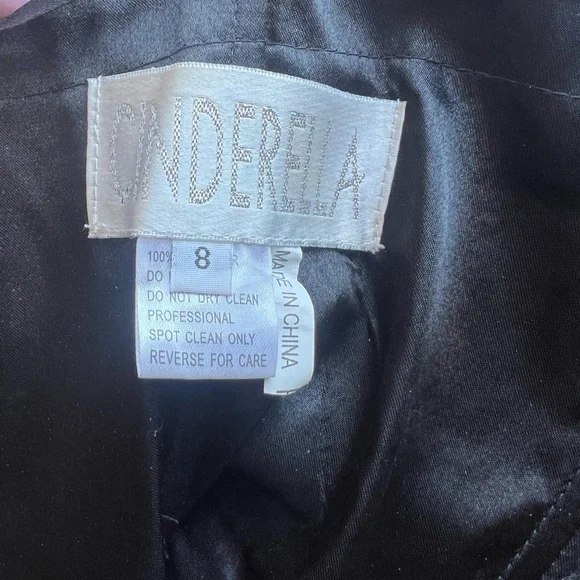 CINDERELLA
8
100%
DO
DO NOT DRY CLEAN
PROFESSIONAL
SPOT CLEAN ONLY
REVERSE FOR CARE
MADE IN CHINA